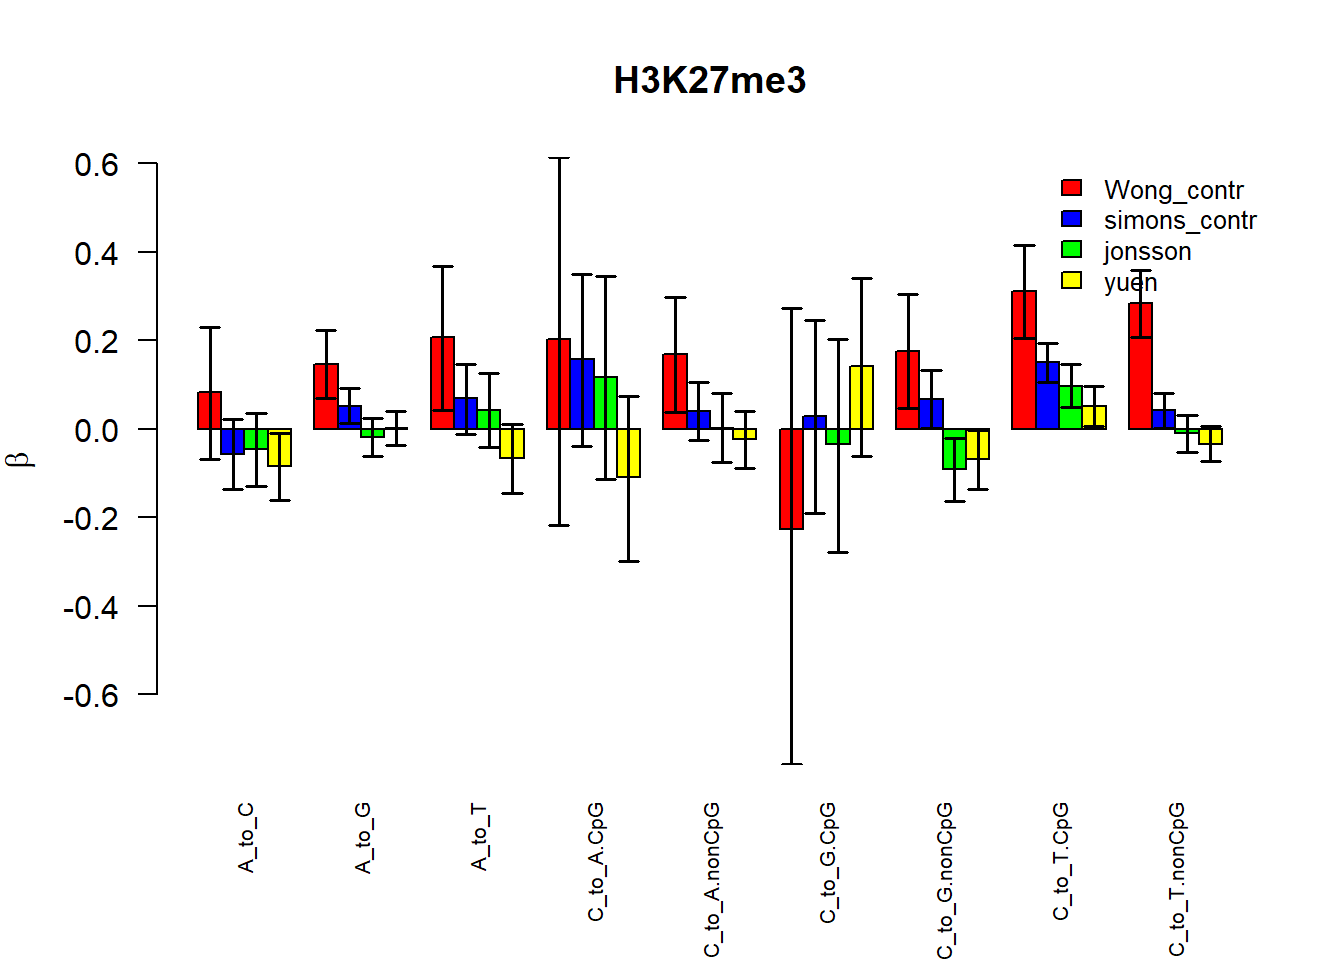 H3K27me3
0.6
0.4
0.2
0.0
-0.2
-0.4
-0.6
β
Wong_contr
simons_contr
jonsson
yuen
A_to_C
A_to_G
A_to_T
C_to_A.CpG
C_to_A.nonCpG
C_to_G.CpG
C_to_G.nonCpG
C_to_T.CpG
C_to_T.nonCpG